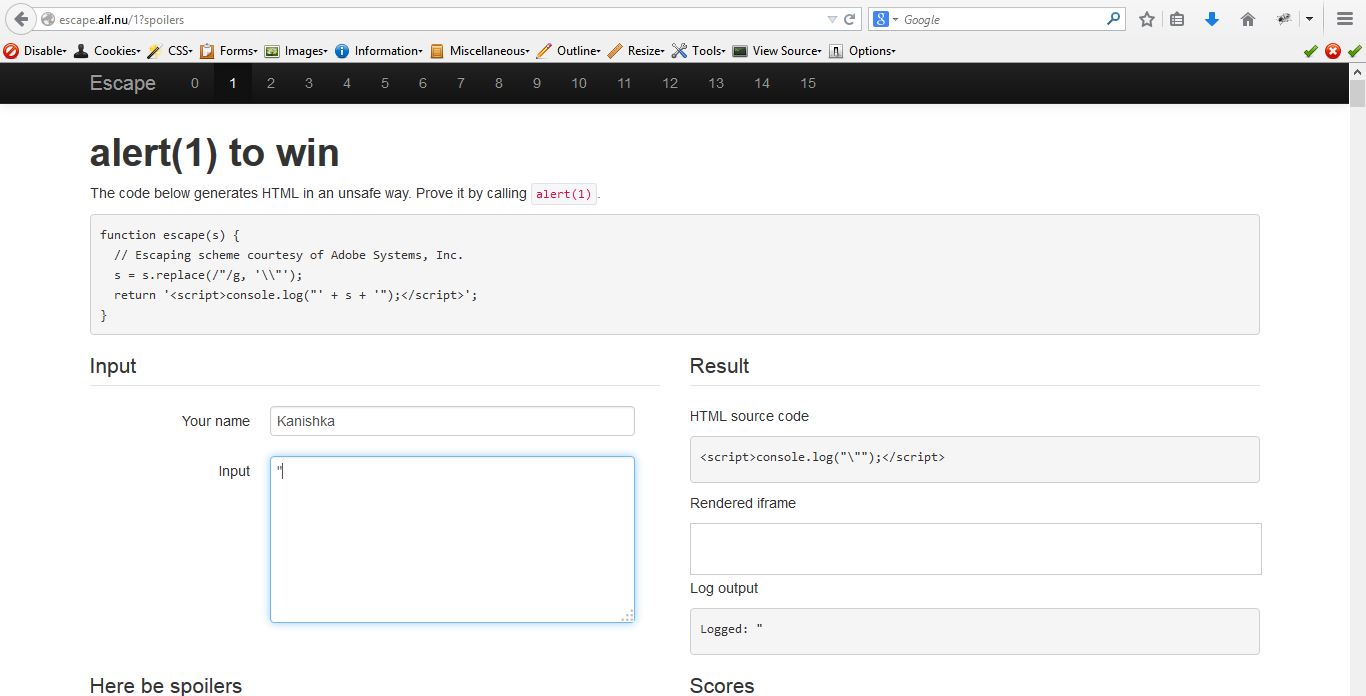 escape.alf.nu/1?spoilers
Google
Disable Cookies CSS Forms Images Information Miscellaneous Outline Resize Tools View Source Options
Escape 0 1 2 3 4 5 6 7 8 9 10 11 12 13 14 15
alert(1) to win
The code below generates HTML in an unsafe way. Prove it by calling alert(1).
function escape(s) {
// Escaping scheme courtesy of Adobe Systems, Inc.
s = s.replace(/"/g, '\\"');
return '<script>console.log("' + s + '");</script>';
}
Input
Your name Kanishka
Input "
Result
HTML source code
<script>console.log("\"");</script>
Rendered iframe
Log output
Logged: "
Here be spoilers
Scores